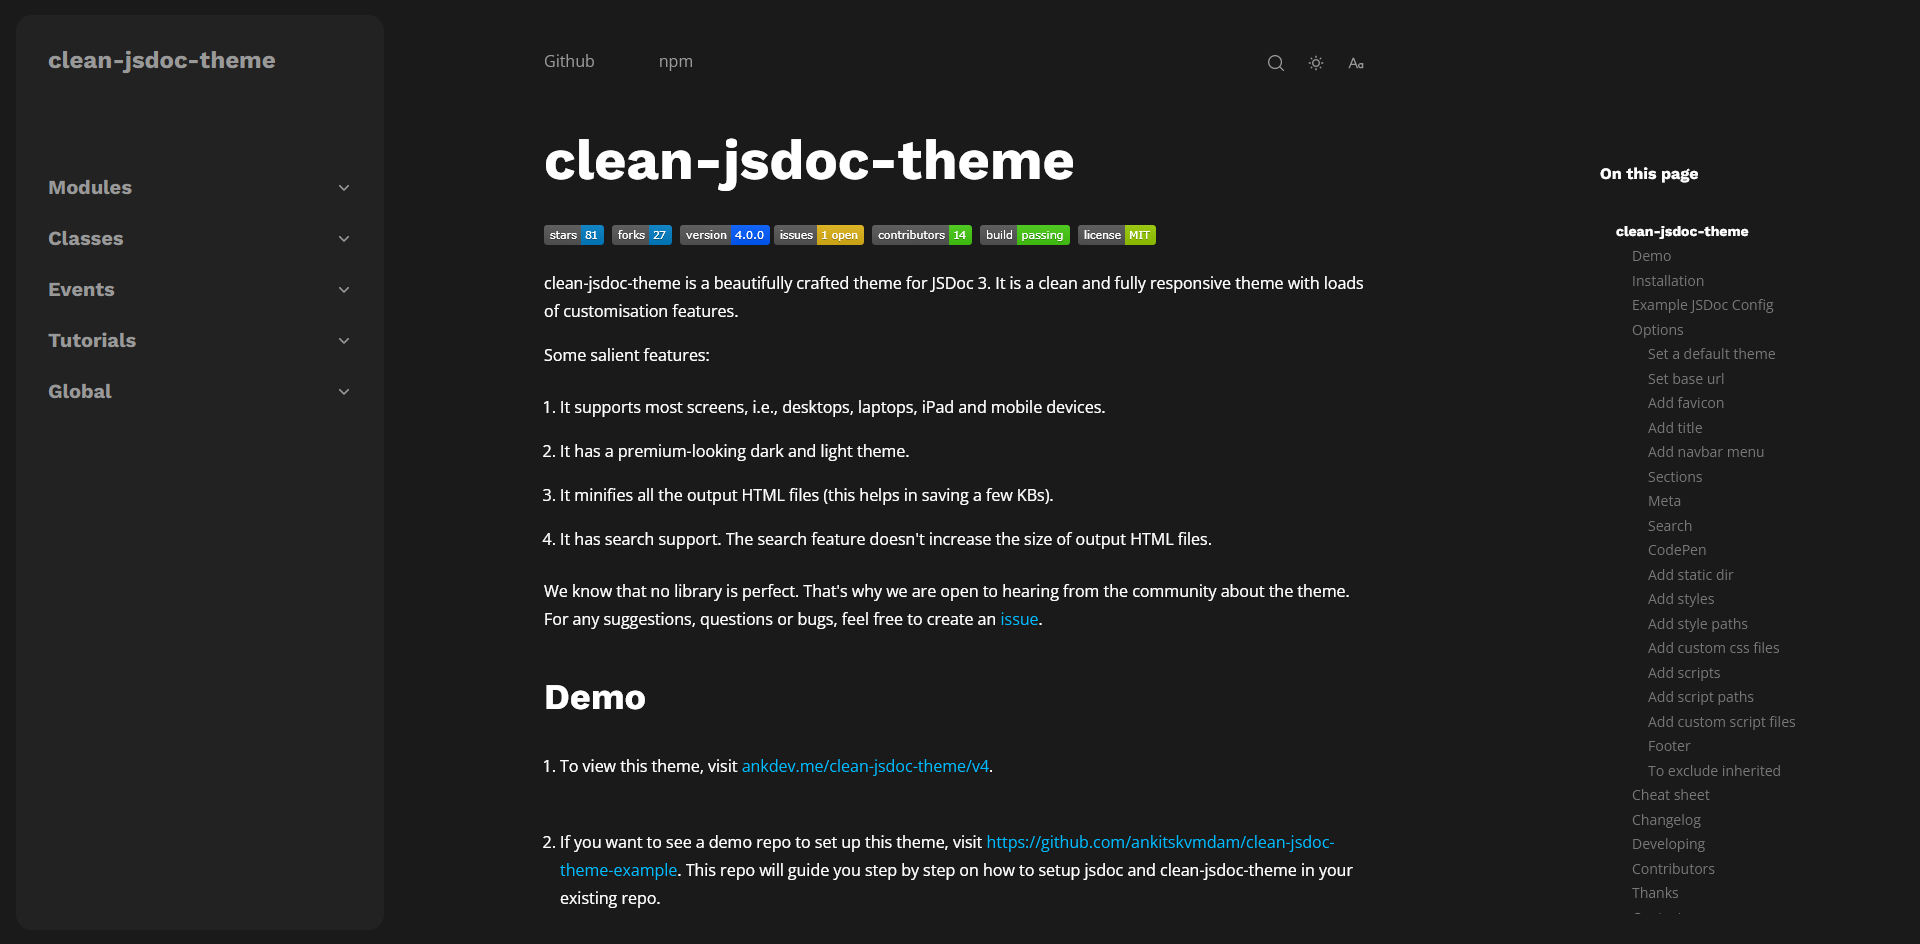 clean-jsdoc-theme
Modules
Classes
Events
Tutorials
Global
Github npm
Aa
clean-jsdoc-theme
stars 81 forks 27 version 4.0.0 issues 1 open contributors 14 build passing license MIT
clean-jsdoc-theme is a beautifully crafted theme for JSDoc 3. It is a clean and fully responsive theme with loads
of customisation features.
Some salient features:
1. It supports most screens, i.e., desktops, laptops, iPad and mobile devices.
2. It has a premium-looking dark and light theme.
3. It minifies all the output HTML files (this helps in saving a few KBs).
4. It has search support. The search feature doesn't increase the size of output HTML files.
We know that no library is perfect. That's why we are open to hearing from the community about the theme.
For any suggestions, questions or bugs, feel free to create an issue.
Demo
1. To view this theme, visit ankdev.me/clean-jsdoc-theme/v4.
2. If you want to see a demo repo to set up this theme, visit https://github.com/ankitskvmdam/clean-jsdoc-
theme-example. This repo will guide you step by step on how to setup jsdoc and clean-jsdoc-theme in your
existing repo.
On this page
clean-jsdoc-theme
Demo
Installation
Example JSDoc Config
Options
Set a default theme
Set base url
Add favicon
Add title
Add navbar menu
Sections
Meta
Search
CodePen
Add static dir
Add styles
Add style paths
Add custom css files
Add scripts
Add script paths
Add custom script files
Footer
To exclude inherited
Cheat sheet
Changelog
Developing
Contributors
Thanks